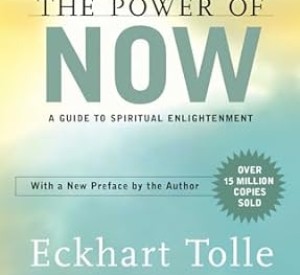 THE POWER OF
NOW
A GUIDE TO SPIRITUAL ENLIGHTENMENT
With a New Preface by the Author
OVER
15 MILLION
COPIES
SOLD
Eckhart Tolle